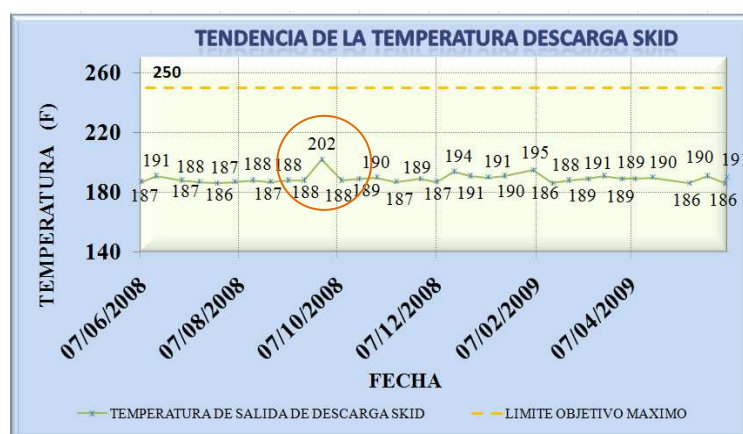 TENDENCIA DE LA TEMPERATURA DESCARGA SKID
TEMPERATURA (F)
260
220
180
140
250
187 191 187 188 187 188 186 187 188 187 188 188 202 188 189 190 187 189 187 194 191 191 190 195 186 188 189 191 189 189 190 186 190 186 191
07/06/2008 07/08/2008 07/10/2008 07/12/2008 07/02/2009 07/04/2009
FECHA
TEMPERATURA DE SALIDA DE DESCARGA SKID LIMITE OBJETIVO MAXIMO